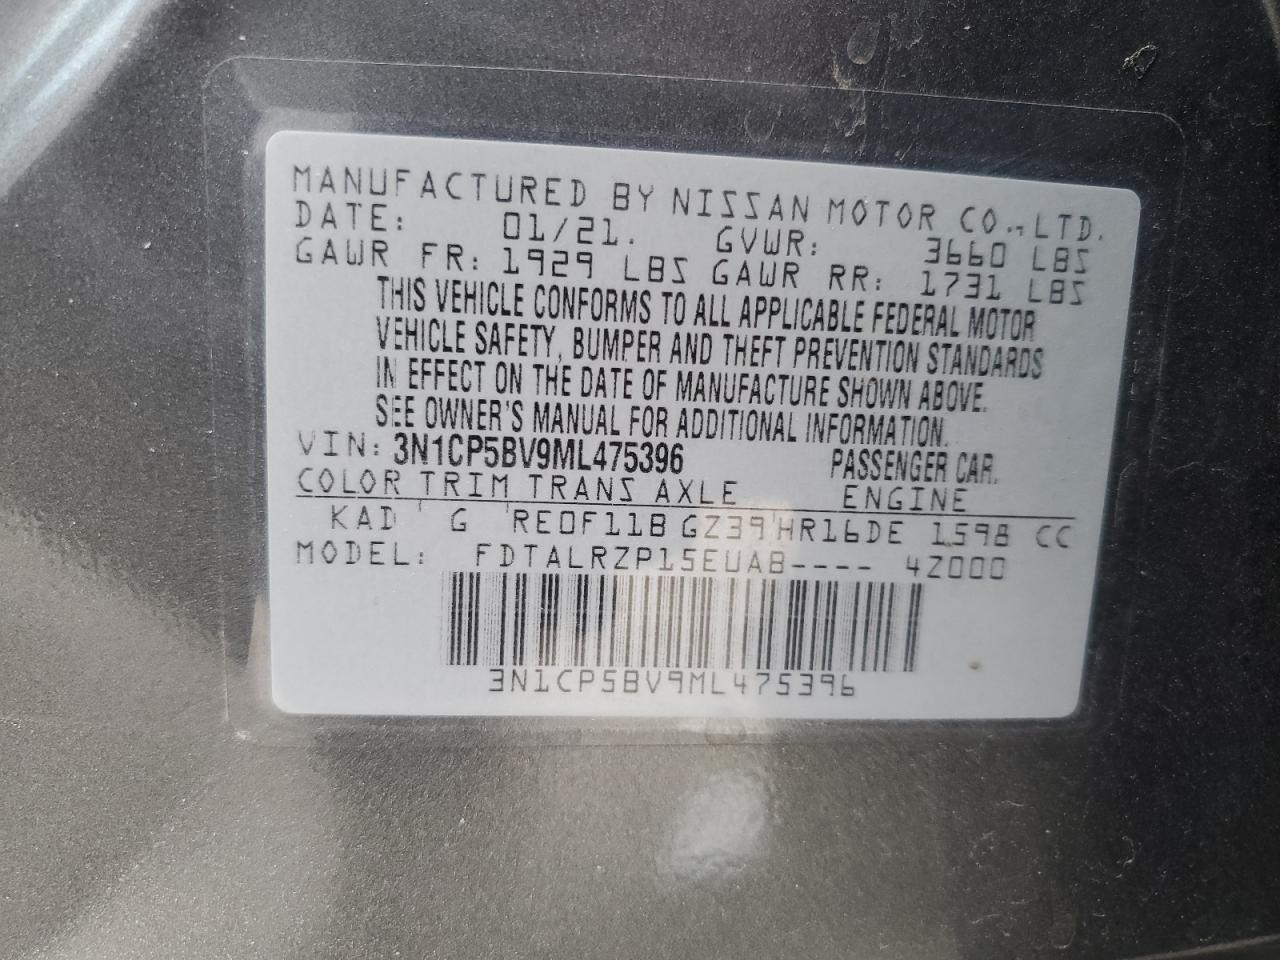 MANUFACTURED BY NISSAN MOTOR CO., LTD.
DATE: 01/21. GVWR: 3660 LBS
GAWR FR: 1929 LBS GAWR RR: 1731 LBS
THIS VEHICLE CONFORMS TO ALL APPLICABLE FEDERAL MOTOR
VEHICLE SAFETY, BUMPER AND THEFT PREVENTION STANDARDS
IN EFFECT ON THE DATE OF MANUFACTURE SHOWN ABOVE.
SEE OWNER'S MANUAL FOR ADDITIONAL INFORMATION.
VIN: 3N1CP5BV9ML475396 PASSENGER CAR.
COLOR TRIM TRANS AXLE ENGINE
KAD ' G ' RE0F11B GZ39 ' HR16DE 1598 CC
MODEL: FDTALRZP15EUAB---- 4Z000
3N1CP5BV9ML475396